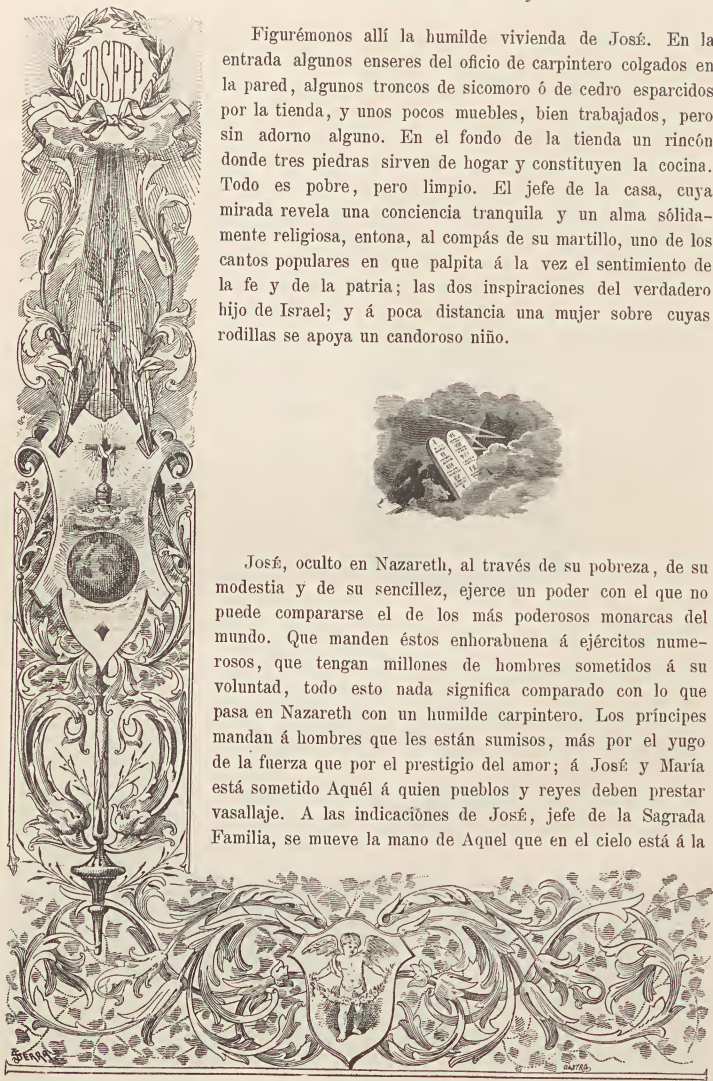 JOSEPH
Figurémonos allí la humilde vivienda de José. En la
entrada algunos enseres del oficio de carpintero colgados en
la pared, algunos troncos de sicomoro ó de cedro esparcidos
por la tienda, y unos pocos muebles, bien trabajados, pero
sin adorno alguno. En el fondo de la tienda un rincón
donde tres piedras sirven de hogar y constituyen la cocina.
Todo es pobre, pero limpio. El jefe de la casa, cuya
mirada revela una conciencia tranquila y un alma sólida-
mente religiosa, entona, al compás de su martillo, uno de los
cantos populares en que palpita á la vez el sentimiento de
la fe y de la patria; las dos inspiraciones del verdadero
hijo de Israel; y á poca distancia una mujer sobre cuyas
rodillas se apoya un candoroso niño.
José, oculto en Nazareth, al través de su pobreza, de su
modestia y de su sencillez, ejerce un poder con el que no
puede compararse el de los más poderosos monarcas del
mundo. Que manden éstos enhorabuena á ejércitos nume-
rosos, que tengan millones de hombres sometidos á su
voluntad, todo esto nada significa comparado con lo que
pasa en Nazareth con un humilde carpintero. Los príncipes
mandan á hombres que les están sumisos, más por el yugo
de la fuerza que por el prestigio del amor; á José y María
está sometido Aquél á quien pueblos y reyes deben prestar
vasallaje. A las indicaciones de José, jefe de la Sagrada
Familia, se mueve la mano de Aquel que en el cielo está á la
SERRA